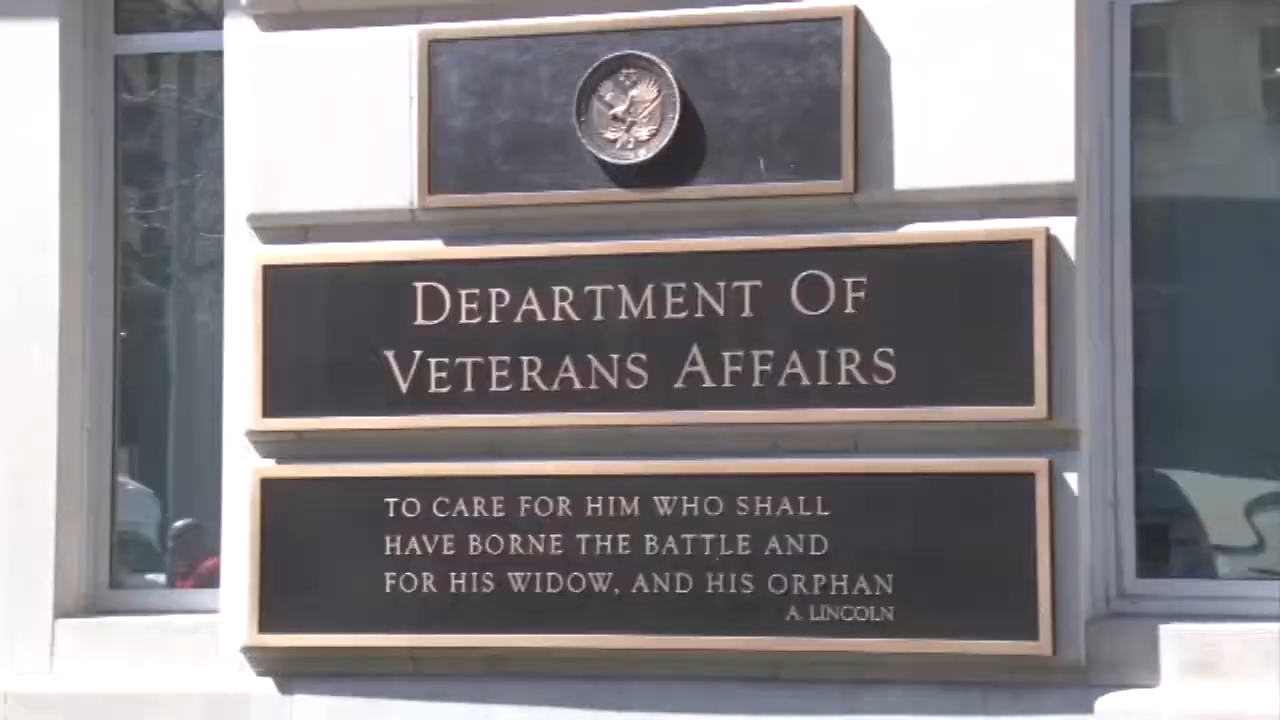 DEPARTMENT OF
VETERANS AFFAIRS
TO CARE FOR HIM WHO SHALL
HAVE BORNE THE BATTLE AND
FOR HIS WIDOW, AND HIS ORPHAN
A. LINCOLN